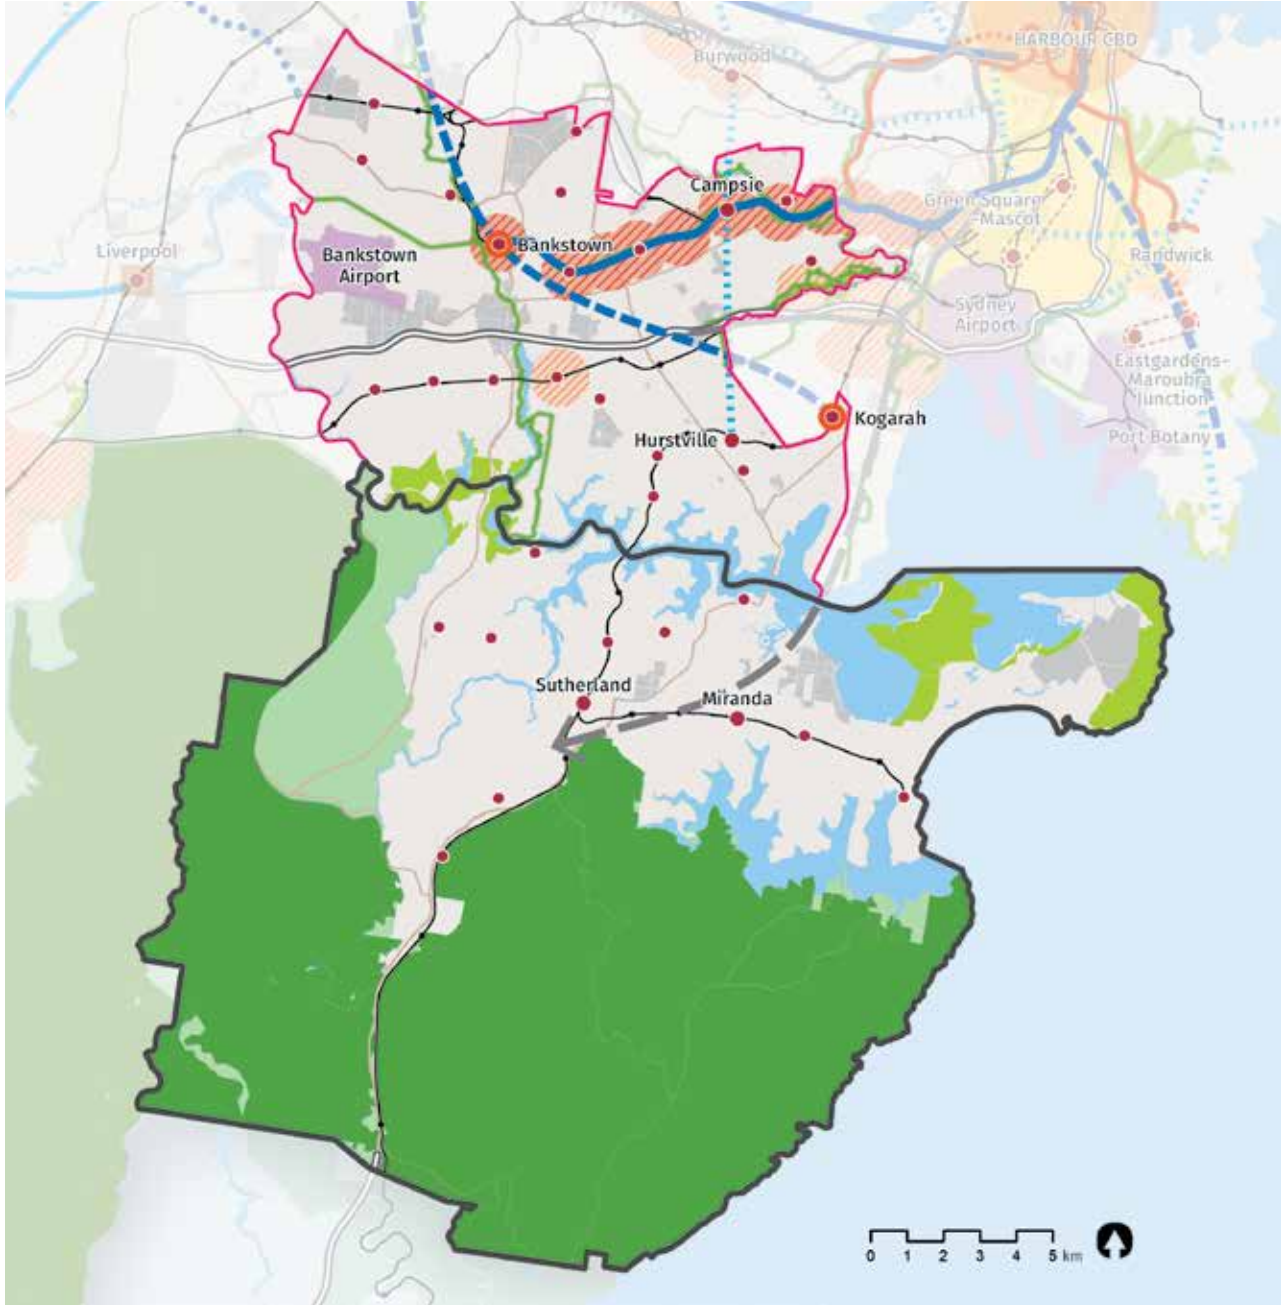 HARBOUR CBD
Burwood
Campsie
Green Square
-Mascot
Liverpool
Bankstown
Bankstown
Airport
Randwick
Sydney
Airport
Eastgardens-
Maroubra
Junction
Kogarah
Hurstville
Port Botany
Sutherland
Miranda
0 1 2 3 4 5 km